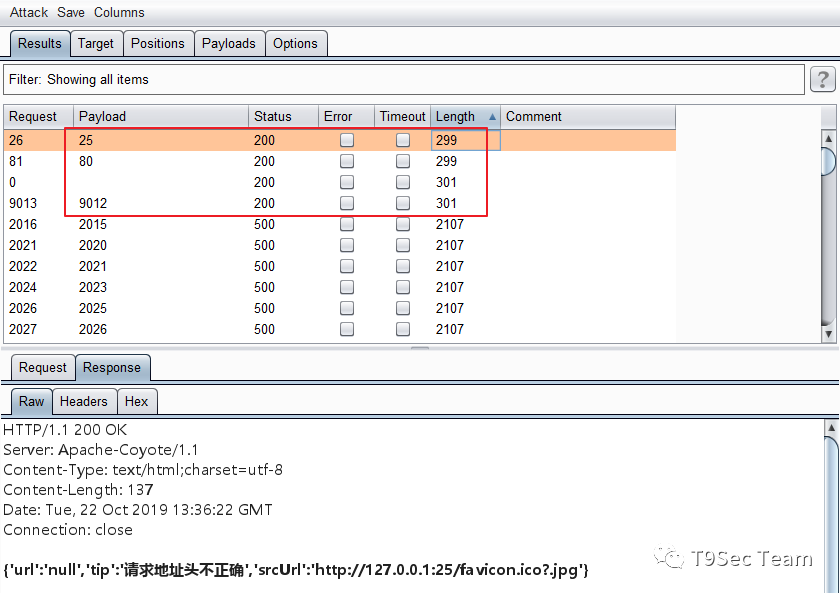 Attack Save Columns
Results Target Positions Payloads Options
Filter: Showing all items
?
Request Payload Status Error Timeout Length Comment
26 25 200 299
81 80 200 299
0 200 301
9013 9012 200 301
2016 2015 500 2107
2021 2020 500 2107
2022 2021 500 2107
2024 2023 500 2107
2026 2025 500 2107
2027 2026 500 2107
Request Response
Raw Headers Hex
HTTP/1.1 200 OK
Server: Apache-Coyote/1.1
Content-Type: text/html;charset=utf-8
Content-Length: 137
Date: Tue, 22 Oct 2019 13:36:22 GMT
Connection: close
{'url':'null','tip':'请求地址头不正确','srcUrl':'http://127.0.0.1:25/favicon.ico?.jpg'}
T9Sec Team